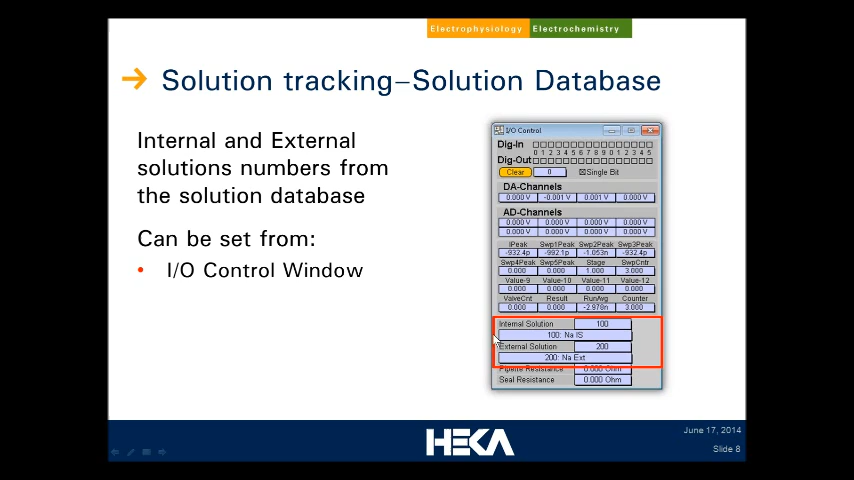 Electrophysiology Electrochemistry
Solution tracking–Solution Database
Internal and External
solutions numbers from
the solution database
Can be set from:
• I/O Control Window
I/O Control
Dig-In
0 1 2 3 4 5 6 7 8 9 0 1 2 3 4 5
Dig-Out
Clear 0 Single Bit
DA-Channels
0.000 V -0.001 V 0.001 V 0.000 V
AD-Channels
0.000 V 0.000 V 0.000 V 0.000 V
0.000 V 0.000 V 0.000 V 0.000 V
IPeak Swp1Peak Swp2Peak Swp3Peak
-932.4p -992.1p -1.053n -932.4p
Swp4Peak Swp5Peak Stage SwpCntr
0.000 0.000 1.000 3.000
Value-9 Value-10 Value-11 Value-12
0.000 0.000 0.000 0.000
ValveCnt Result RunAvg Counter
0.000 0.000 -2.978n 3.000
Internal Solution 100
100: Na IS
External Solution 200
200: Na Ext
Pipette Resistance 0.000 Ohm
Seal Resistance 0.000 Ohm
HEKA
June 17, 2014
Slide 8